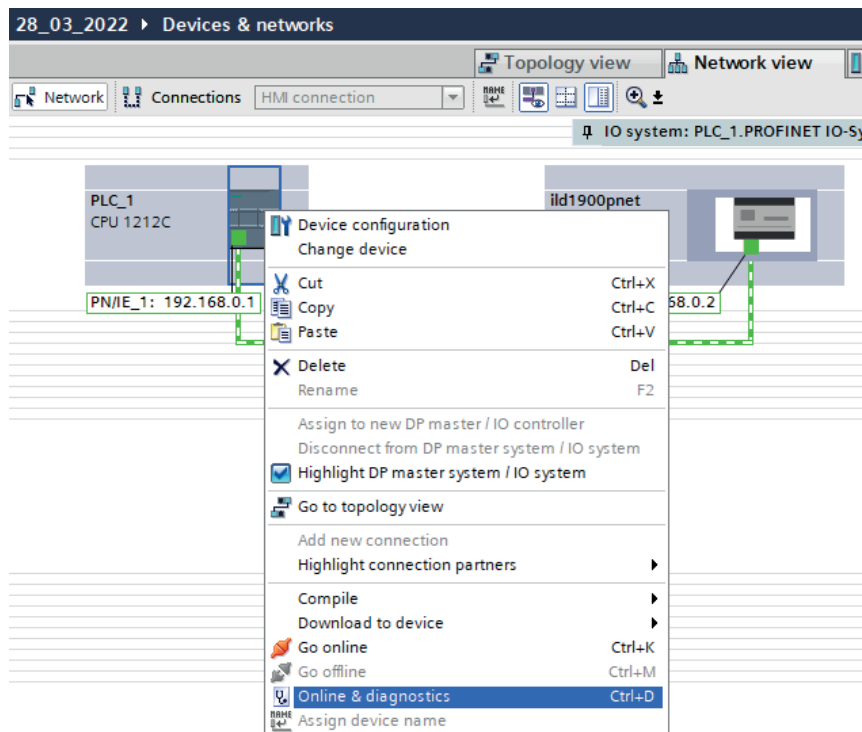 28_03_2022 ▸ Devices & networks
Topology view Network view
Network Connections HMI connection
IO system: PLC_1.PROFINET IO-Sy
PLC_1
CPU 1212C
ild1900pnet
PN/IE_1: 192.168.0.1
68.0.2
Device configuration
Change device
Cut Ctrl+X
Copy Ctrl+C
Paste Ctrl+V
Delete Del
Rename F2
Assign to new DP master / IO controller
Disconnect from DP master system / IO system
Highlight DP master system / IO system
Go to topology view
Add new connection
Highlight connection partners
Compile
Download to device
Go online Ctrl+K
Go offline Ctrl+M
Online & diagnostics Ctrl+D
NAME Assign device name